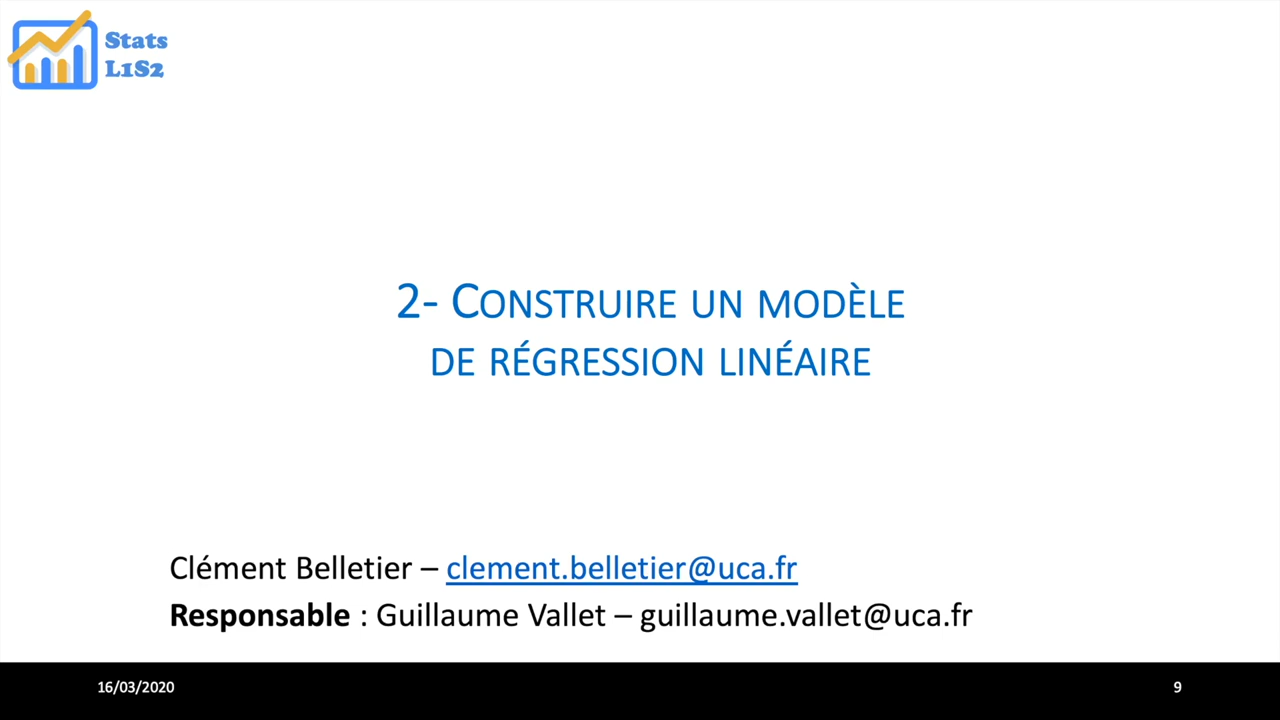 Stats
L1S2
2- CONSTRUIRE UN MODÈLE
DE RÉGRESSION LINÉAIRE
Clément Belletier – clement.belletier@uca.fr
Responsable : Guillaume Vallet – guillaume.vallet@uca.fr
16/03/2020
9